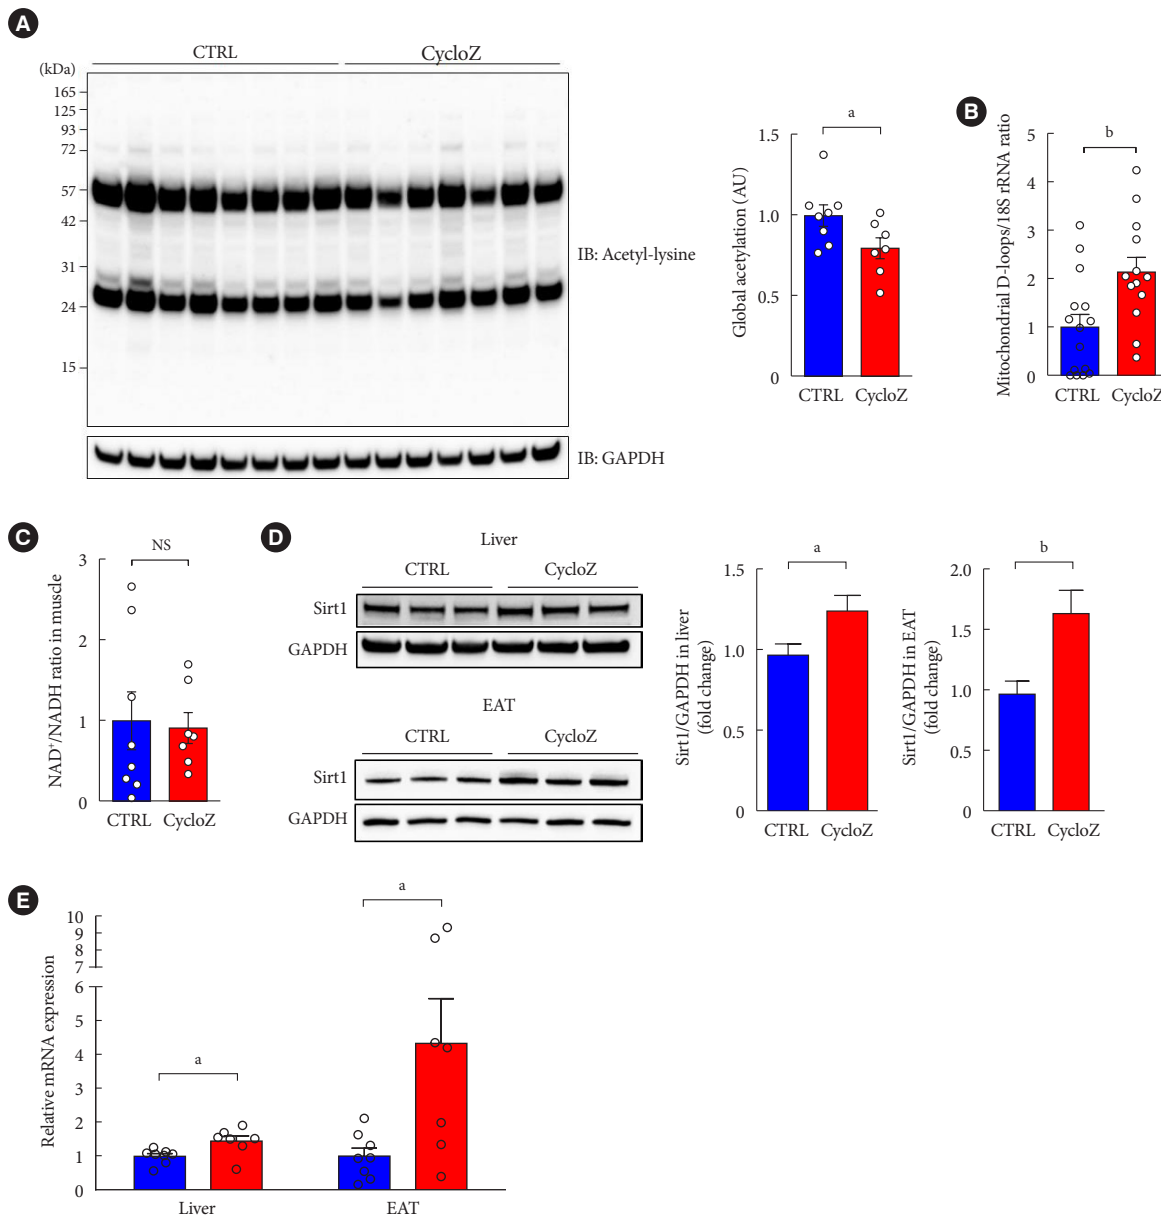 A
CTRL CycloZ
(kDa)
165
125
93
72
57
42
31
24
15
IB: Acetyl-lysine
IB: GAPDH
Global acetylation (AU)
1.5
1.0
0.5
0
a
CTRL CycloZ
B
Mitochondrial D-loops/18S rRNA ratio
5
4
3
2
1
0
b
CTRL CycloZ
C
NAD+/NADH ratio in muscle
3
2
1
0
NS
CTRL CycloZ
D
Liver
CTRL CycloZ
Sirt1
GAPDH
EAT
CTRL CycloZ
Sirt1
GAPDH
Sirt1/GAPDH in liver
(fold change)
1.5
1.0
0.5
0
a
CTRL CycloZ
Sirt1/GAPDH in EAT
(fold change)
2.0
1.5
1.0
0.5
0
b
CTRL CycloZ
E
Relative mRNA expression
10
9
8
7
6
5
4
3
2
1
0
a
a
Liver EAT